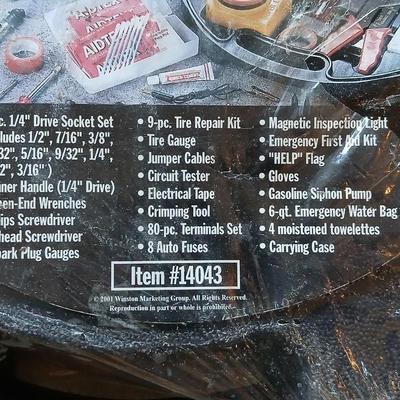 AIDTEX
AIDTEX
c. 1/4" Drive Socket Set
ludes 1/2", 7/16", 3/8",
32", 5/16", 9/32", 1/4",
2", 3/16" )
ner Handle (1/4" Drive)
een-End Wrenches
lips Screwdriver
head Screwdriver
ark Plug Gauges
• 9-pc. Tire Repair Kit
• Tire Gauge
• Jumper Cables
• Circuit Tester
• Electrical Tape
• Crimping Tool
• 80-pc. Terminals Set
• 8 Auto Fuses
• Magnetic Inspection Light
• Emergency First Aid Kit
• "HELP" Flag
• Gloves
• Gasoline Siphon Pump
• 6-qt. Emergency Water Bag
• 4 moistened towelettes
• Carrying Case
Item #14043
© 2001 Winston Marketing Group. All Rights Reserved.
Reproduction in part or whole is prohibited.